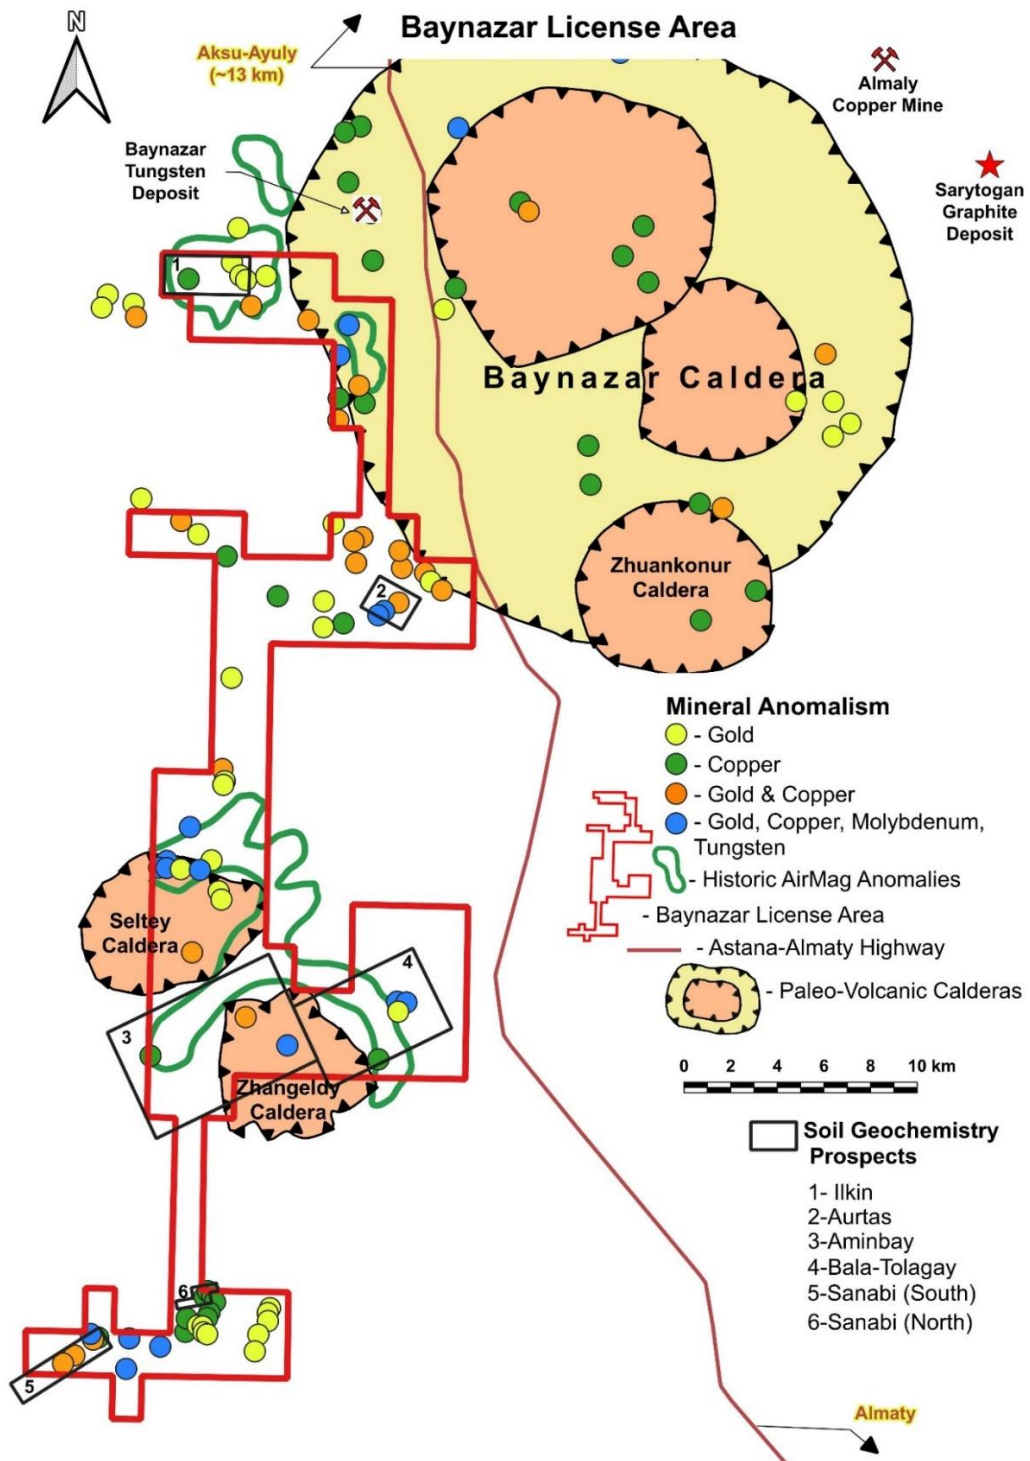 N
Baynazar License Area
Aksu-Ayuly
(~13 km)
Almaly
Copper Mine
Baynazar
Tungsten
Deposit
Sarytogan
Graphite
Deposit
1
Baynazar Caldera
2
Zhuankonur
Caldera
Seltey
Caldera
4
3
Zhangeldy
Caldera
6
5
Mineral Anomalism
- Gold
- Copper
- Gold & Copper
- Gold, Copper, Molybdenum,
Tungsten
- Historic AirMag Anomalies
- Baynazar License Area
- Astana-Almaty Highway
- Paleo-Volcanic Calderas
0 2 4 6 8 10 km
Soil Geochemistry
Prospects
1- Ilkin
2-Aurtas
3-Aminbay
4-Bala-Tolagay
5-Sanabi (South)
6-Sanabi (North)
Almaty